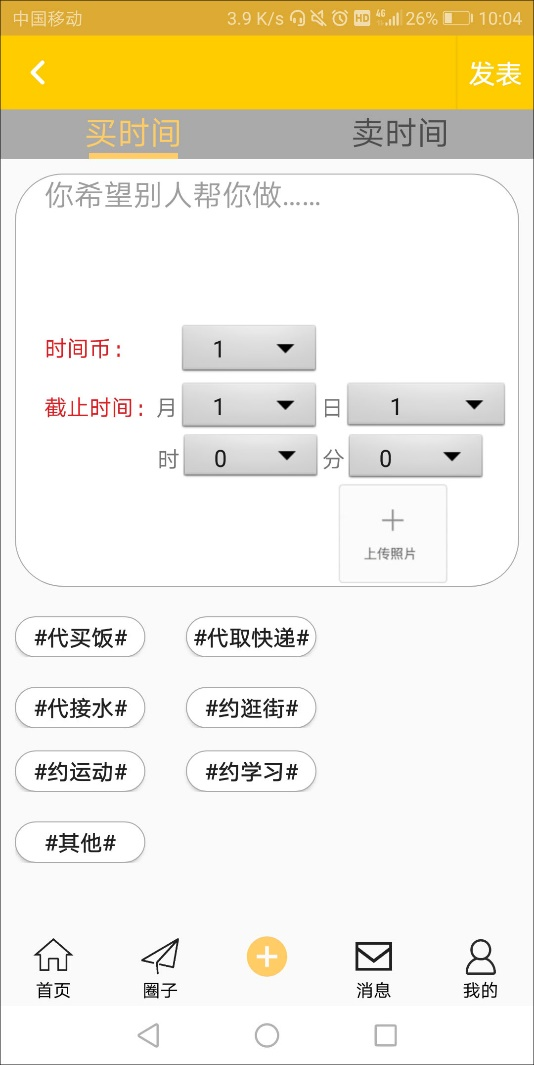 中国移动 3.9 K/s HD 4G 26% 10:04
发表
买时间 卖时间
你希望别人帮你做......
时间币: 1
截止时间: 月 1 日 1
时 0 分 0
上传照片
#代买饭# #代取快递#
#代接水# #约逛街#
#约运动# #约学习#
#其他#
首页 圈子 消息 我的